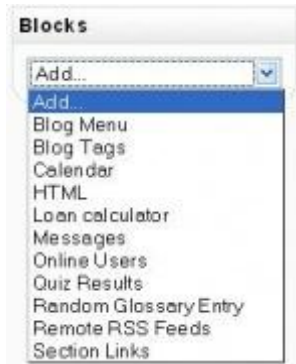 Blocks
Add...
Add...
Blog Menu
Blog Tags
Calendar
HTML
Loan calculator
Messages
Online Users
Quiz Results
Random Glossary Entry
Remote RSS Feeds
Section Links